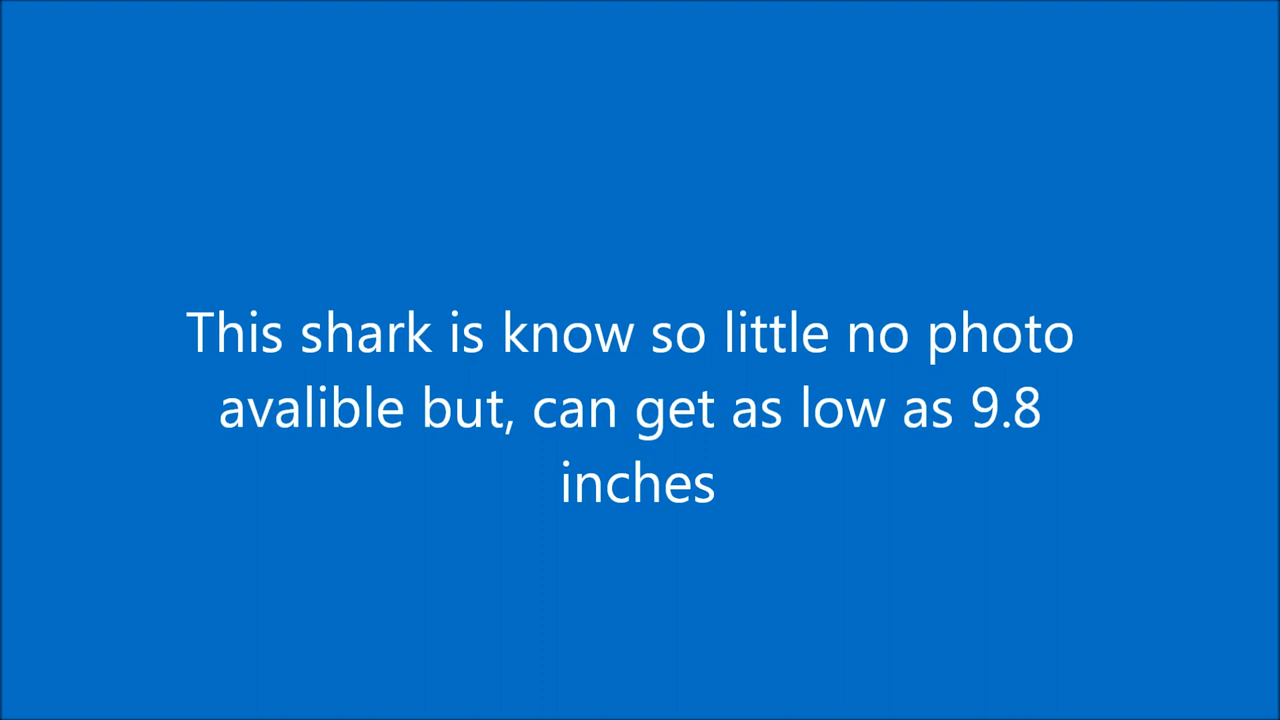 This shark is know so little no photo
avalible but, can get as low as 9.8
inches